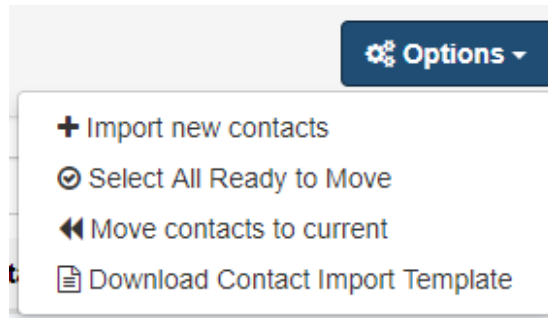 Options
Import new contacts
Select All Ready to Move
Move contacts to current
Download Contact Import Template